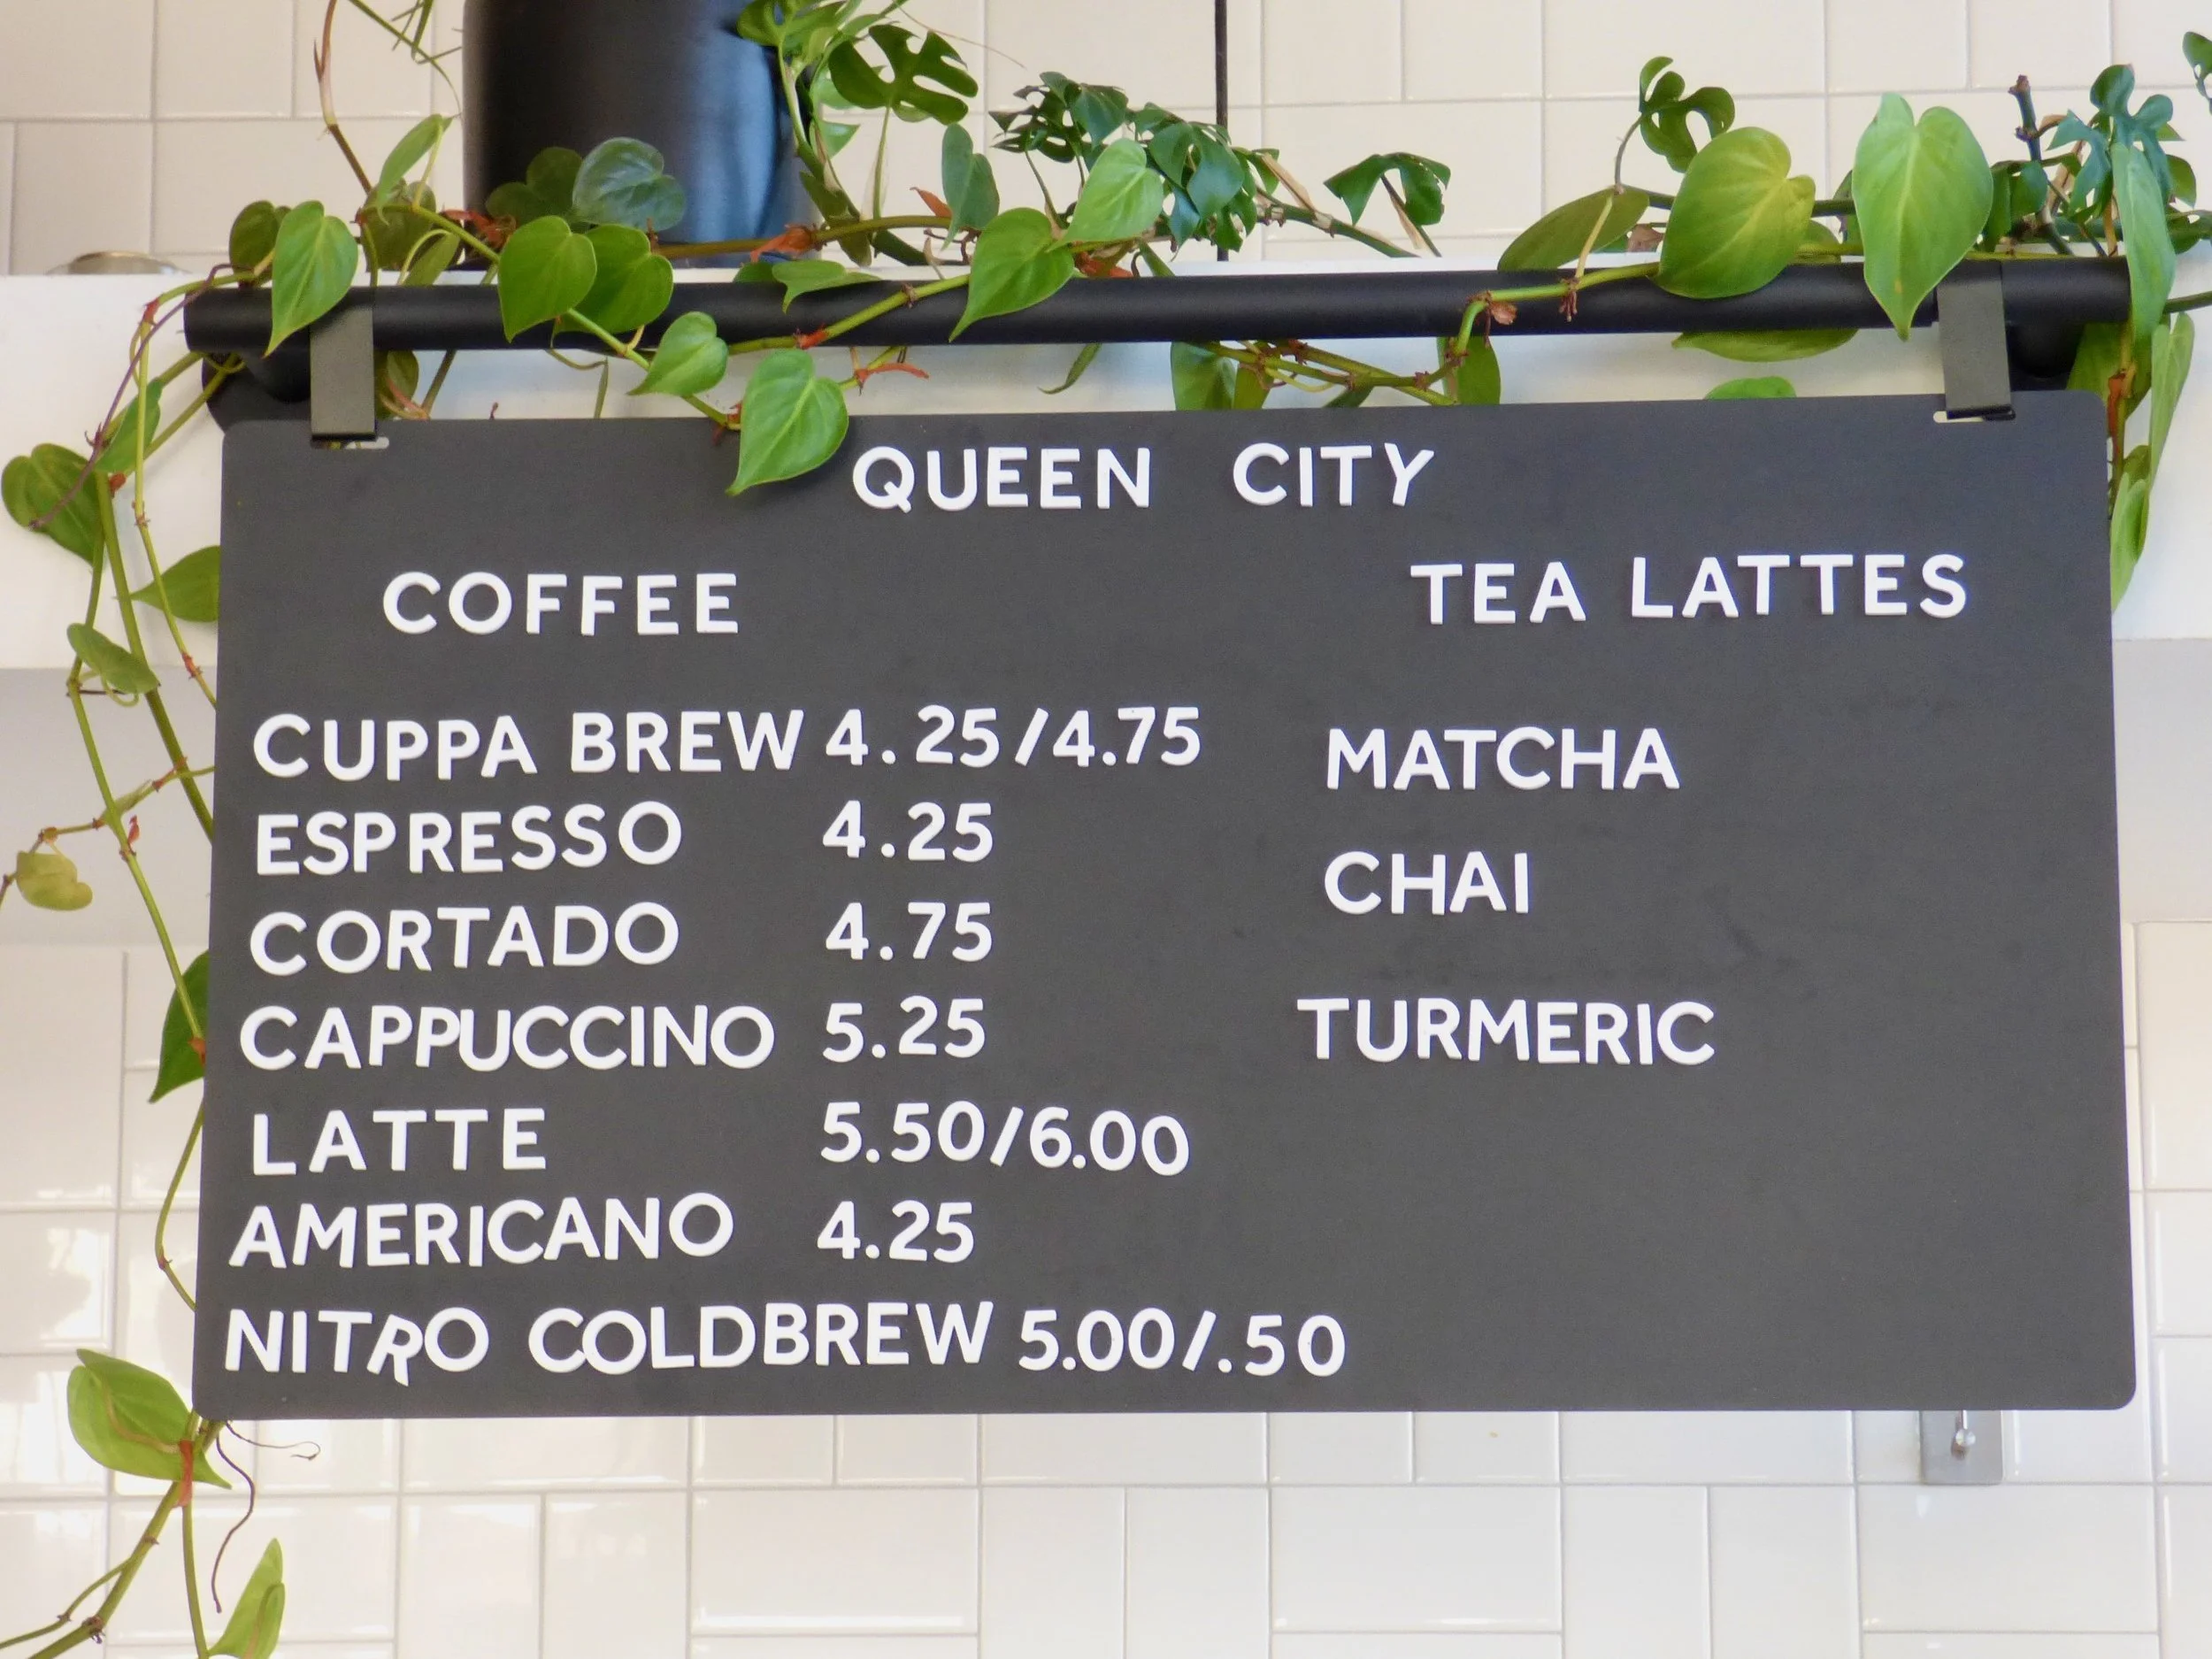 QUEEN CITY
COFFEE
CUPPA BREW 4.25/4.75
ESPRESSO 4.25
CORTADO 4.75
CAPPUCCINO 5.25
LATTE 5.50/6.00
AMERICANO 4.25
NITRO COLDBREW 5.00/.50
TEA LATTES
MATCHA
CHAI
TURMERIC